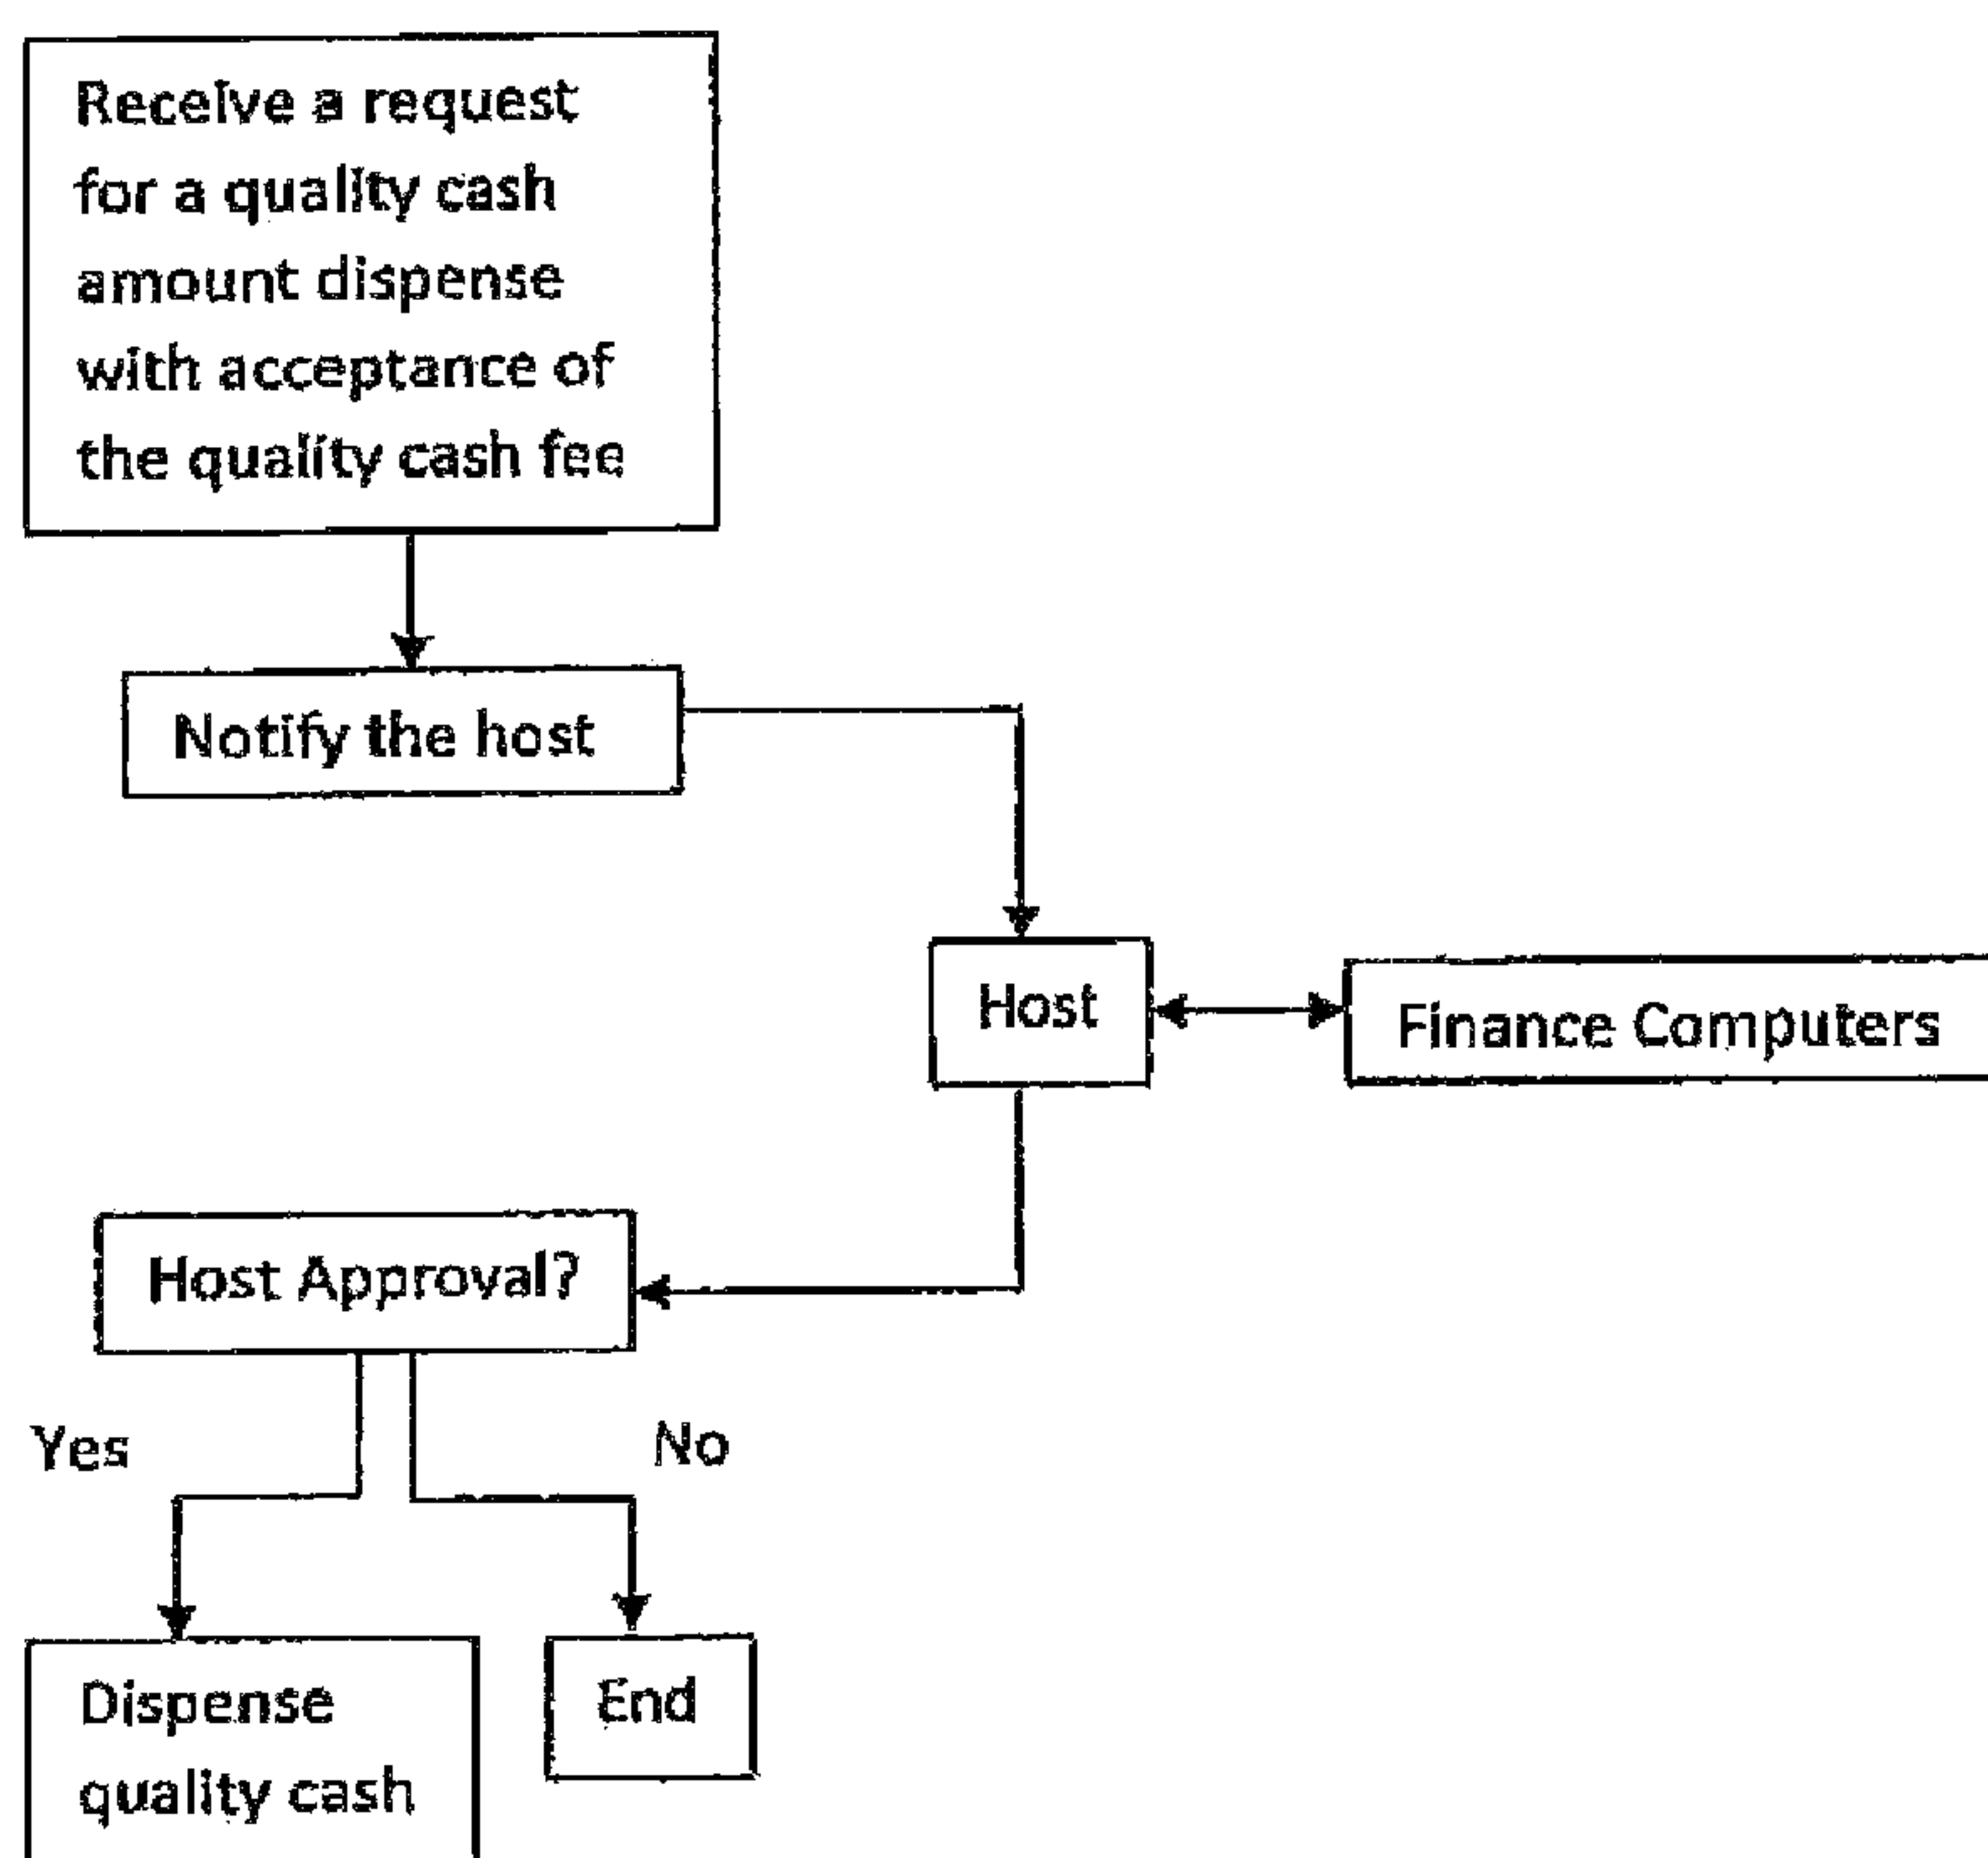 Receive a request
for a quality cash
amount dispense
with acceptance of
the quality cash fee
Notify the host
Host
Finance Computers
Host Approval?
Yes
No
Dispense
quality cash
End